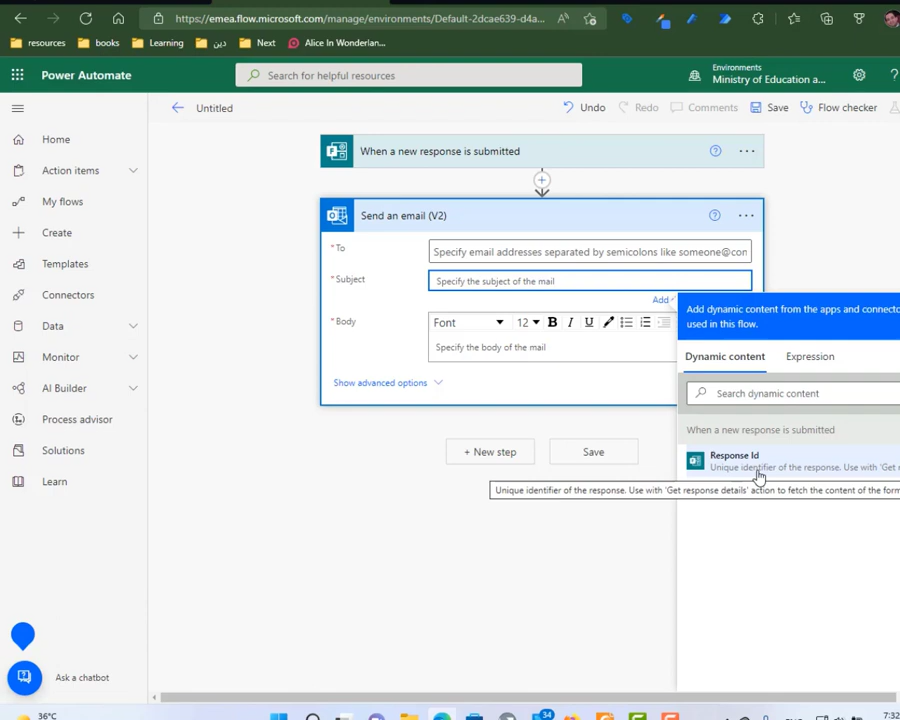 https://emea.flow.microsoft.com/manage/environments/Default-2dcae639-d4a...
resources
books
Learning
دين
Next
Alice In Wonderlan...
Power Automate
Search for helpful resources
Environments
Ministry of Education a...
Untitled
Undo
Redo
Comments
Save
Flow checker
Home
Action items
My flows
Create
Templates
Connectors
Data
Monitor
AI Builder
Process advisor
Solutions
Learn
Ask a chatbot
When a new response is submitted
Send an email (V2)
* To
Specify email addresses separated by semicolons like someone@con
* Subject
Specify the subject of the mail
Add
* Body
Font
12
B I U
Specify the body of the mail
Show advanced options
+ New step
Save
Add dynamic content from the apps and connecto
used in this flow.
Dynamic content
Expression
Search dynamic content
When a new response is submitted
Response Id
Unique identifier of the response. Use with 'Get r
Unique identifier of the response. Use with 'Get response details' action to fetch the content of the form
36°C
34
7:32